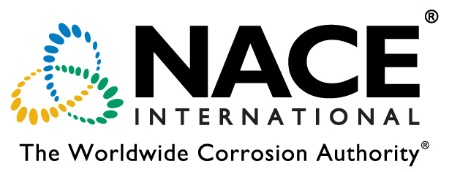 NACE®
INTERNATIONAL
The Worldwide Corrosion Authority®